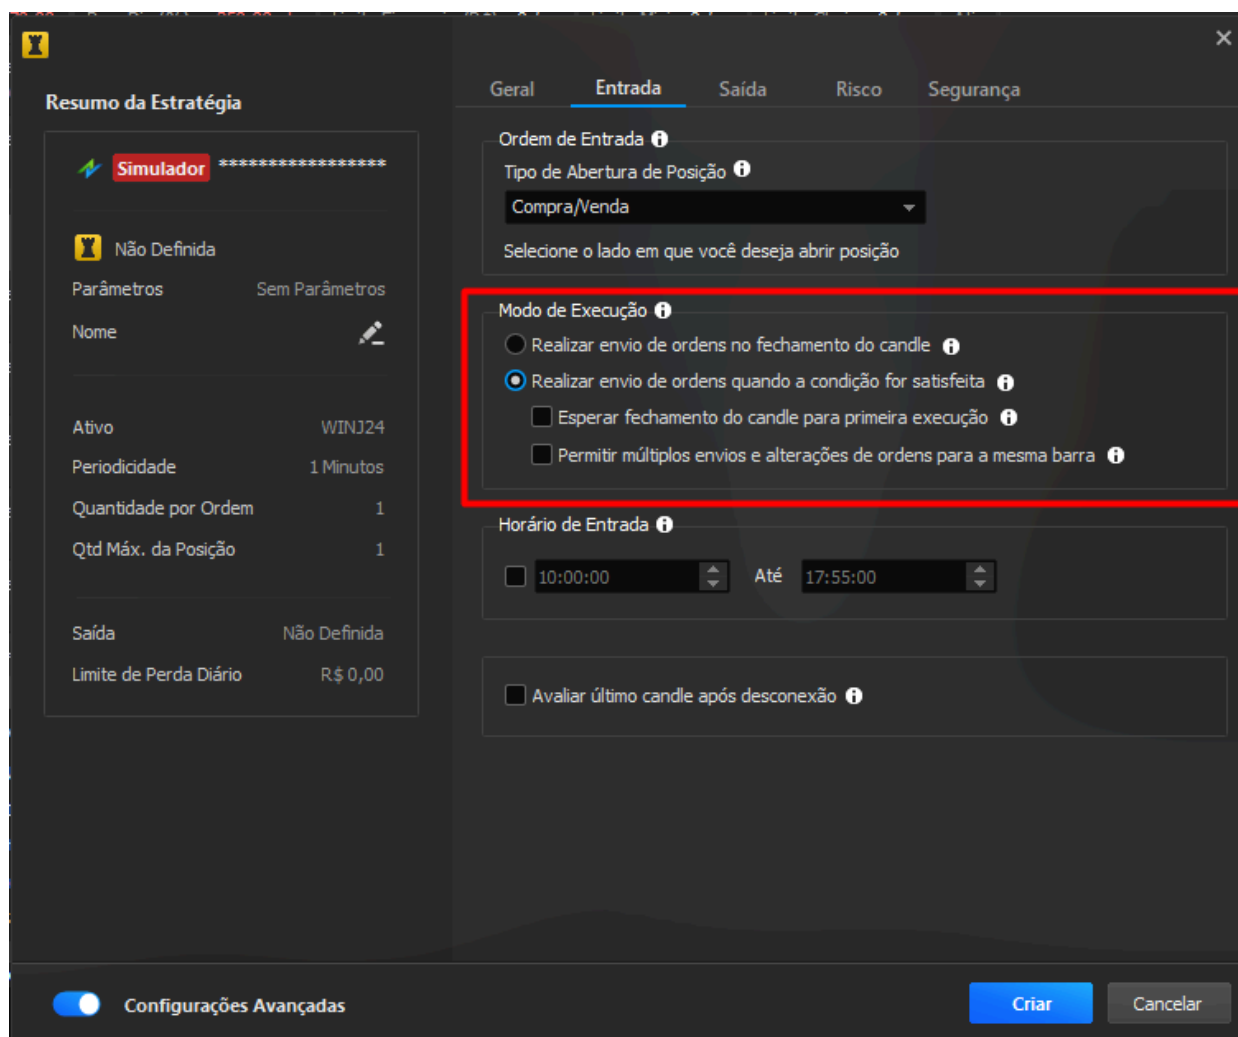 Resumo da Estratégia
Simulador ******************
Não Definida
Parâmetros Sem Parâmetros
Nome
Ativo WINJ24
Periodicidade 1 Minutos
Quantidade por Ordem 1
Qtd Máx. da Posição 1
Saída Não Definida
Limite de Perda Diário R$ 0,00
Geral Entrada Saída Risco Segurança
Ordem de Entrada
Tipo de Abertura de Posição
Compra/Venda
Selecione o lado em que você deseja abrir posição
Modo de Execução
Realizar envio de ordens no fechamento do candle
Realizar envio de ordens quando a condição for satisfeita
Esperar fechamento do candle para primeira execução
Permitir múltiplos envios e alterações de ordens para a mesma barra
Horário de Entrada
10:00:00 Até 17:55:00
Avaliar último candle após desconexão
Configurações Avançadas
Criar Cancelar